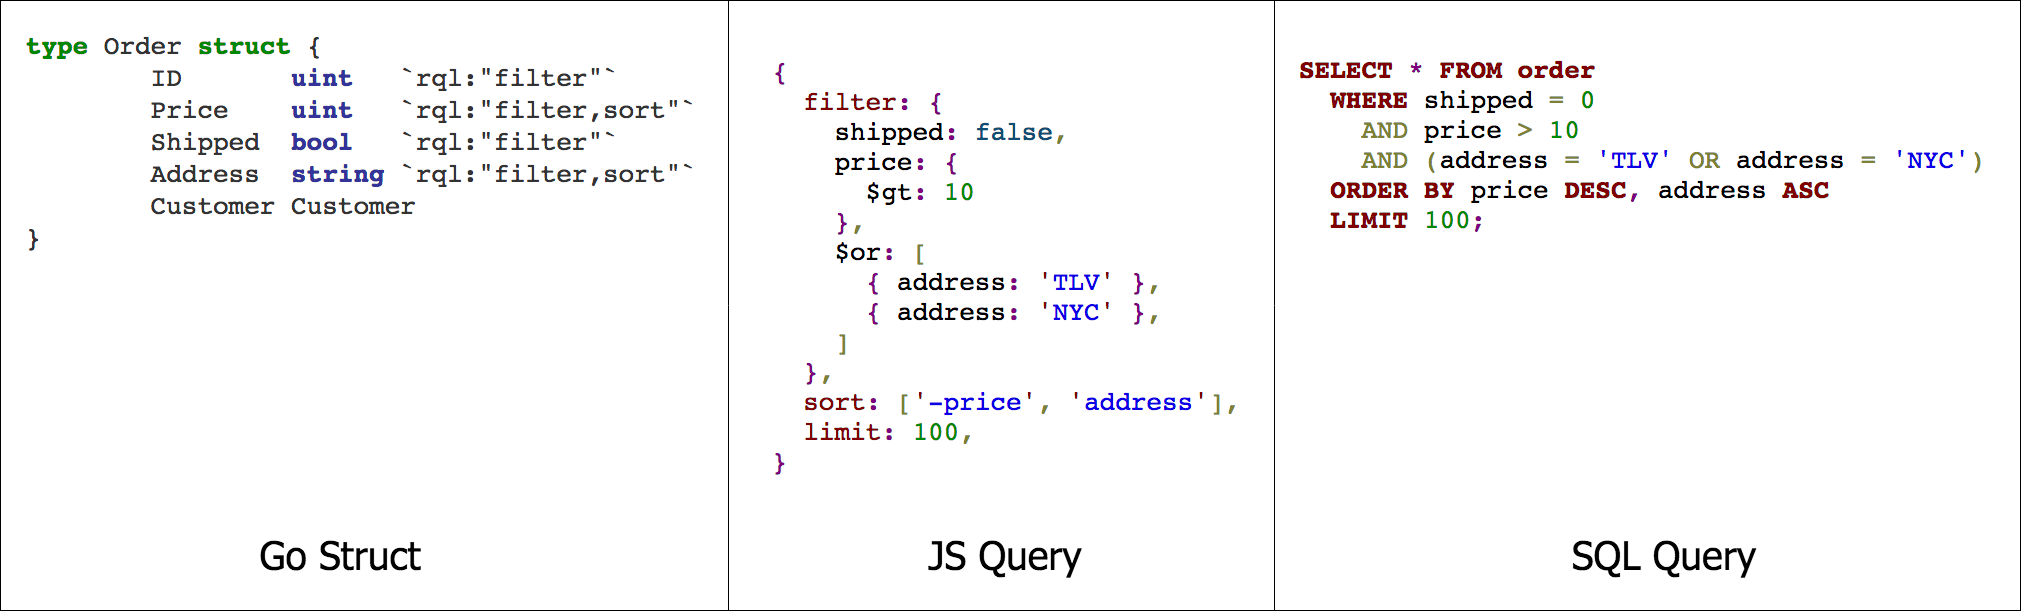 type Order struct {
        ID       uint   `rql:"filter"`
        Price    uint   `rql:"filter,sort"`
        Shipped  bool   `rql:"filter"`
        Address  string `rql:"filter,sort"`
        Customer Customer
}
Go Struct
{
  filter: {
    shipped: false,
    price: {
      $gt: 10
    },
    $or: [
      { address: 'TLV' },
      { address: 'NYC' },
    ]
  },
  sort: ['-price', 'address'],
  limit: 100,
}
JS Query
SELECT * FROM order
  WHERE shipped = 0
    AND price > 10
    AND (address = 'TLV' OR address = 'NYC')
  ORDER BY price DESC, address ASC
  LIMIT 100;
SQL Query